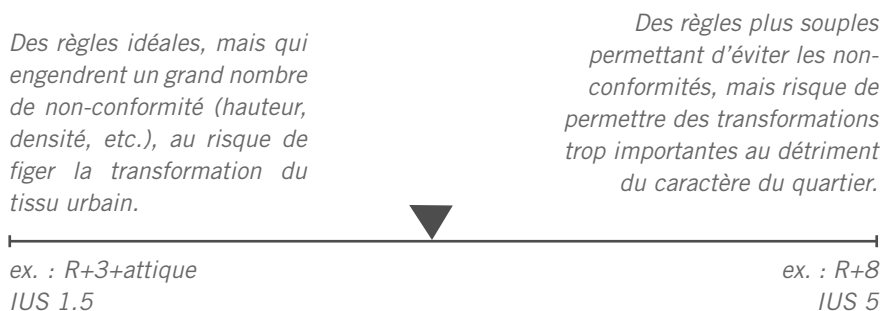 Des règles idéales, mais qui
engendrent un grand nombre
de non-conformité (hauteur,
densité, etc.), au risque de
figer la transformation du
tissu urbain.
Des règles plus souples
permettant d'éviter les non-
conformités, mais risque de
permettre des transformations
trop importantes au détriment
du caractère du quartier.
ex. : R+3+attique
IUS 1.5
ex. : R+8
IUS 5